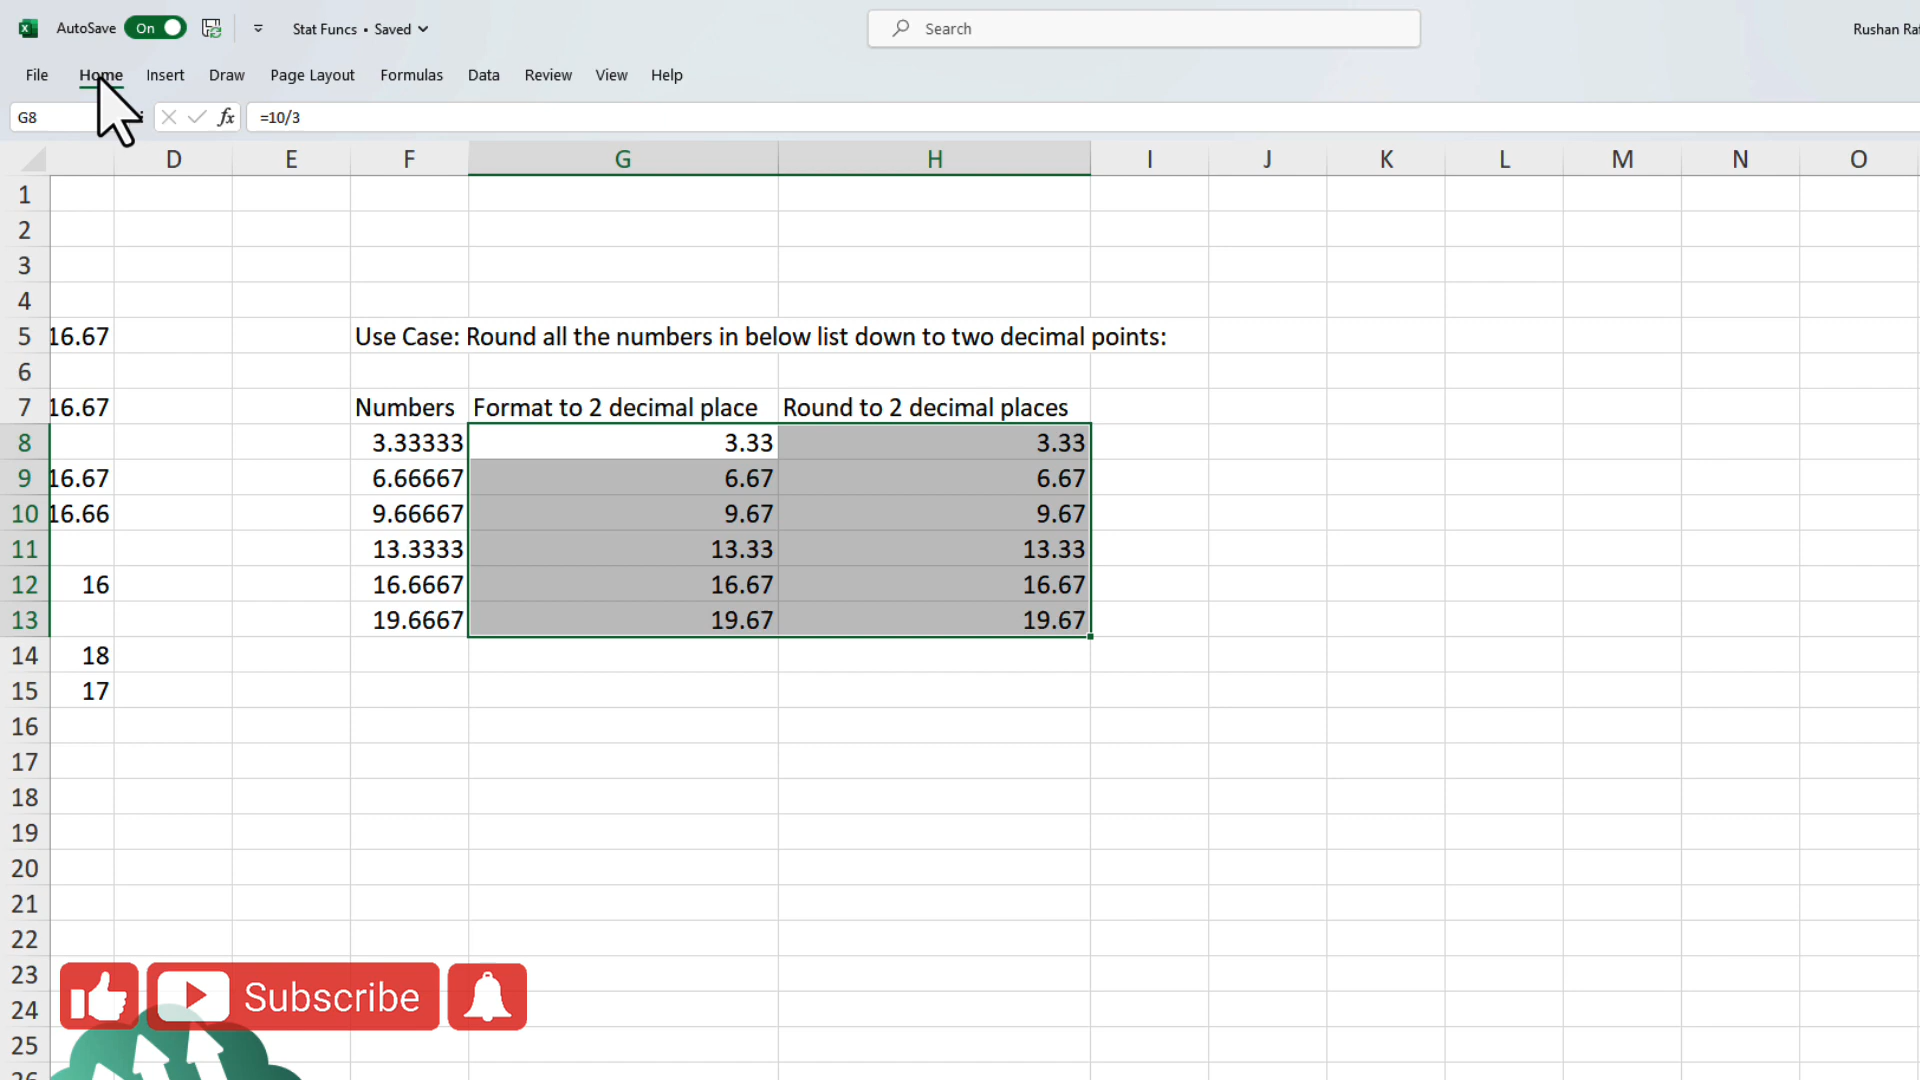 AutoSave On Stat Funcs • Saved Search Rushan
File Home Insert Draw Page Layout Formulas Data Review View Help
G8 fx =10/3
D E F G H I J K L M N O
1
2
3
4
5 16.67 Use Case: Round all the numbers in below list down to two decimal points:
6
7 16.67 Numbers Format to 2 decimal place Round to 2 decimal places
8 3.33333 3.33 3.33
9 16.67 6.66667 6.67 6.67
10 16.66 9.66667 9.67 9.67
11 13.3333 13.33 13.33
12 16 16.6667 16.67 16.67
13 19.6667 19.67 19.67
14 18
15 17
16
17
18
19
20
21
22
23
24
25
26
Subscribe